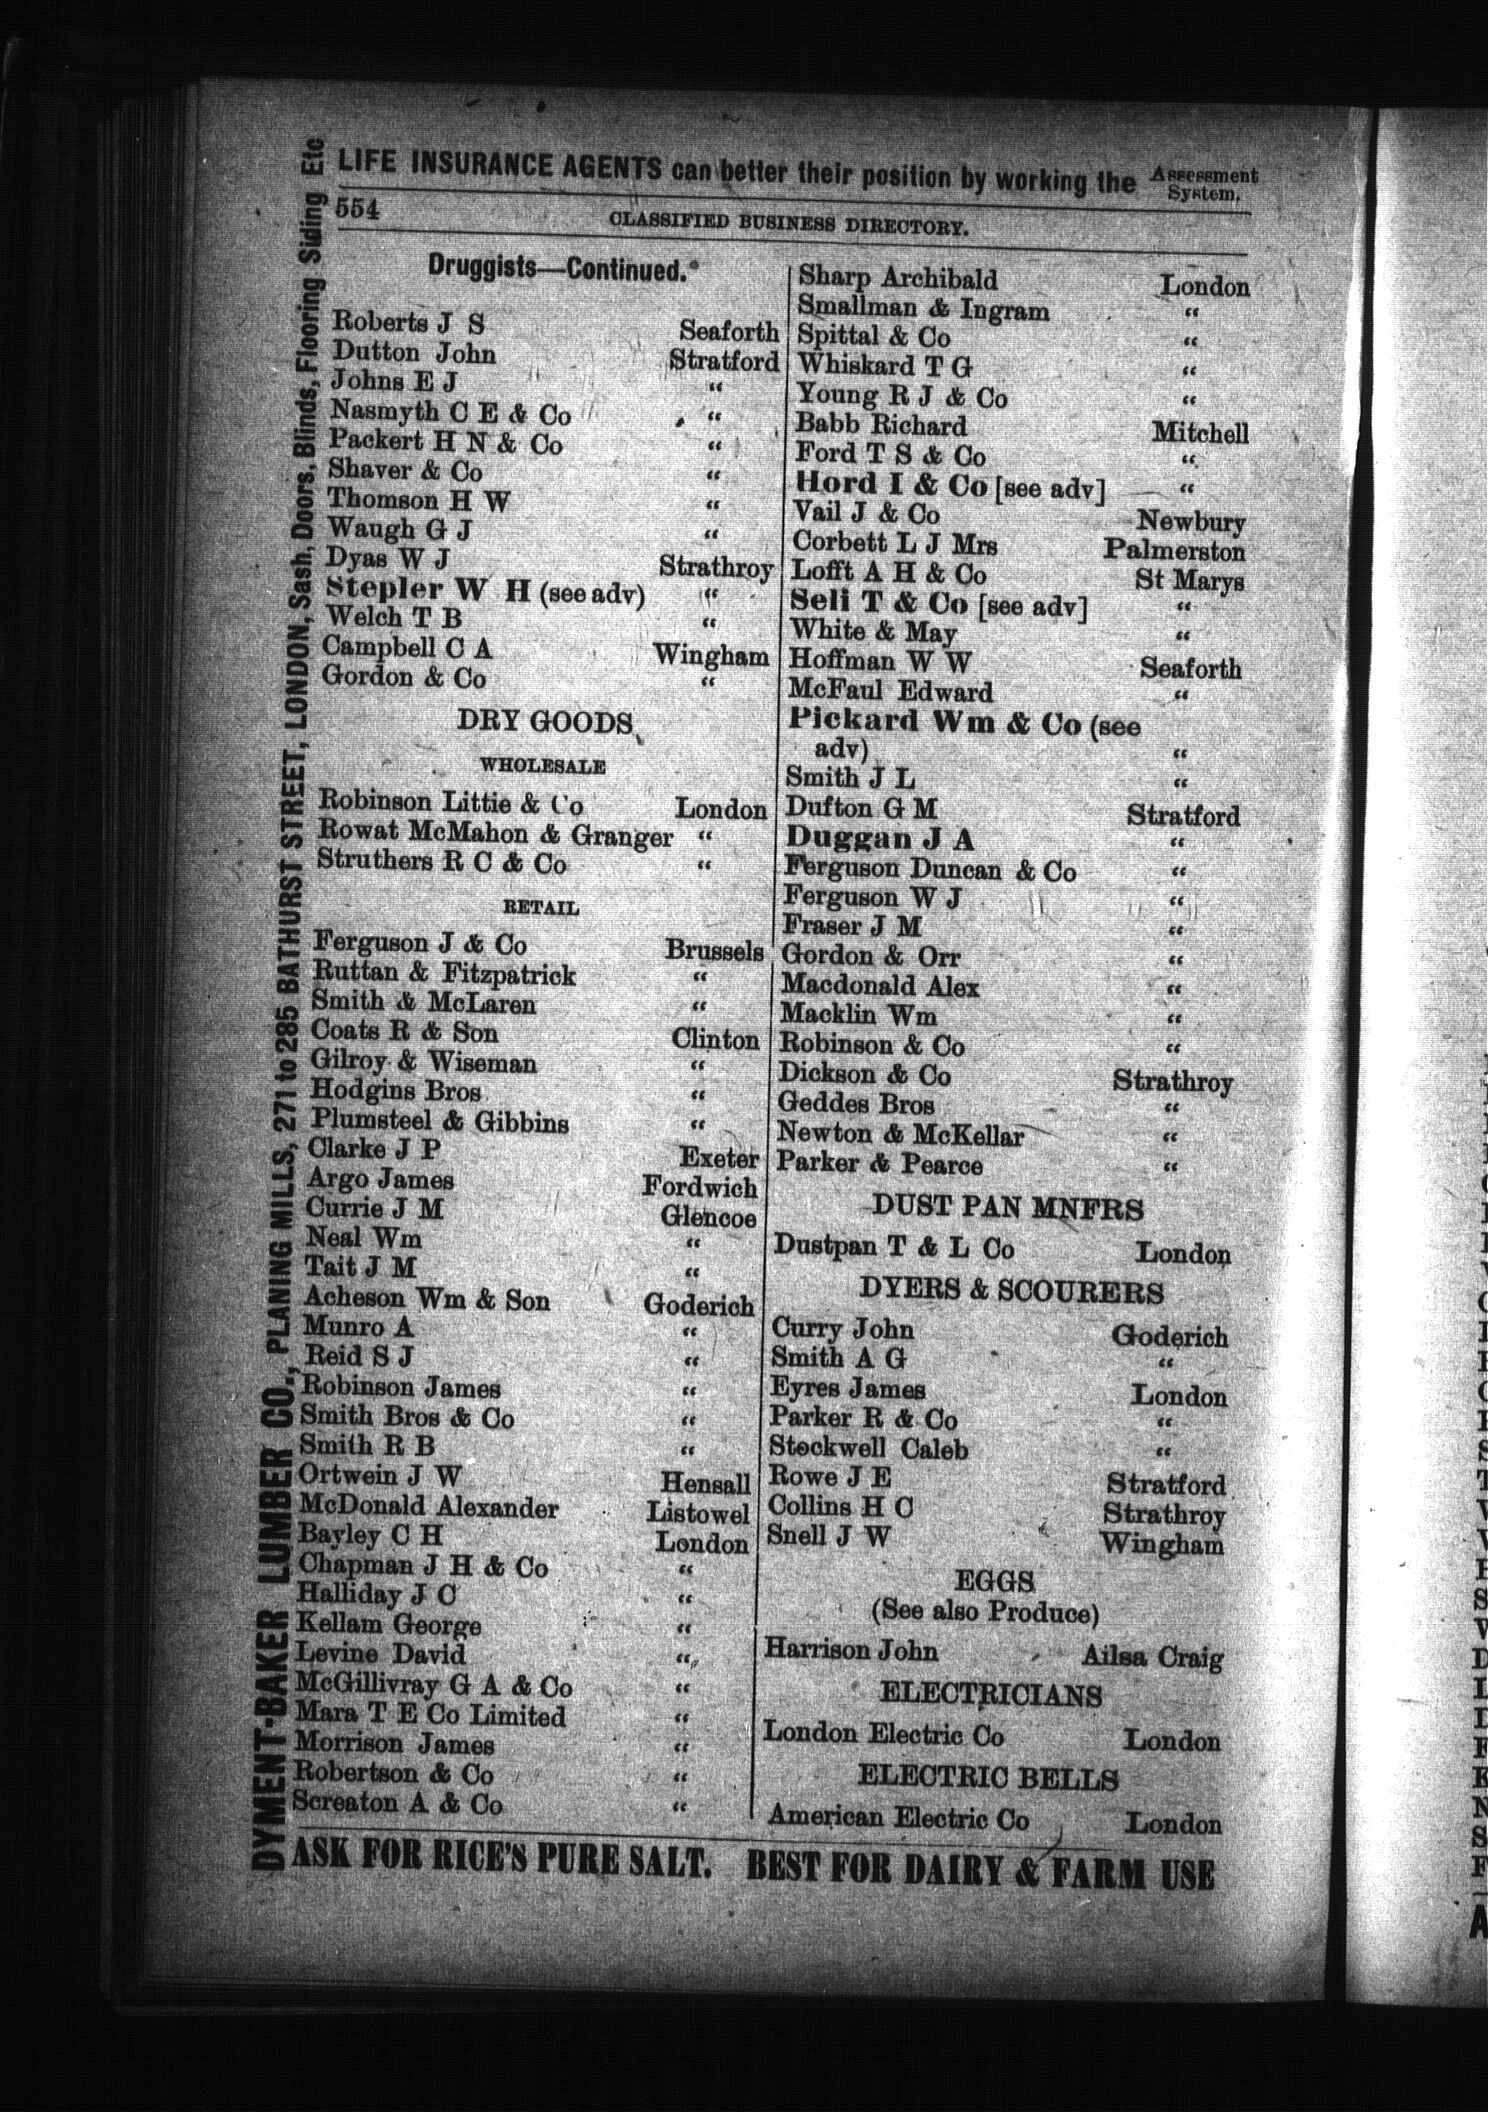 LIFE INSURANCE AGENTS can better their position by working the Assessment System.
554
CLASSIFIED BUSINESS DIRECTORY.
Druggists—Continued.
Roberts J S Seaforth
Dutton John Stratford
Johns E J "
Nasmyth C E & Co "
Packert H N & Co "
Shaver & Co "
Thomson H W "
Waugh G J "
Dyas W J Strathroy
Stepler W H (see adv) "
Welch T B "
Campbell C A Wingham
Gordon & Co "
DRY GOODS
WHOLESALE
Robinson Littie & Co London
Rowat McMahon & Granger "
Struthers R C & Co "
RETAIL
Ferguson J & Co Brussels
Ruttan & Fitzpatrick "
Smith & McLaren "
Coats R & Son Clinton
Gilroy & Wiseman "
Hodgins Bros "
Plumsteel & Gibbins "
Clarke J P Exeter
Argo James Fordwich
Currie J M Glencoe
Neal Wm "
Tait J M "
Acheson Wm & Son Goderich
Munro A "
Reid S J "
Robinson James "
Smith Bros & Co "
Smith R B "
Ortwein J W Hensall
McDonald Alexander Listowel
Bayley C H London
Chapman J H & Co "
Halliday J C "
Kellam George "
Levine David "
McGillivray G A & Co "
Mara T E Co Limited "
Morrison James "
Robertson & Co "
Screaton A & Co "
Sharp Archibald London
Smallman & Ingram "
Spittal & Co "
Whiskard T G "
Young R J & Co "
Babb Richard Mitchell
Ford T S & Co "
Hord I & Co [see adv] "
Vail J & Co Newbury
Corbett L J Mrs Palmerston
Lofft A H & Co St Marys
Seli T & Co [see adv] "
White & May "
Hoffman W W Seaforth
McFaul Edward "
Pickard Wm & Co (see
adv) "
Smith J L "
Dufton G M Stratford
Duggan J A "
Ferguson Duncan & Co "
Ferguson W J "
Fraser J M "
Gordon & Orr "
Macdonald Alex "
Macklin Wm "
Robinson & Co "
Dickson & Co Strathroy
Geddes Bros "
Newton & McKellar "
Parker & Pearce "
DUST PAN MNFRS
Dustpan T & L Co London
DYERS & SCOURERS
Curry John Goderich
Smith A G "
Eyres James London
Parker R & Co "
Stockwell Caleb "
Rowe J E Stratford
Collins H C Strathroy
Snell J W Wingham
EGGS
(See also Produce)
Harrison John Ailsa Craig
ELECTRICIANS
London Electric Co London
ELECTRIC BELLS
American Electric Co London
ASK FOR RICE'S PURE SALT. BEST FOR DAIRY & FARM USE
DYMENT-BAKER LUMBER CO., PLANING MILLS, 271 to 285 BATHURST STREET, LONDON, Sash, Doors, Blinds, Flooring Siding Etc